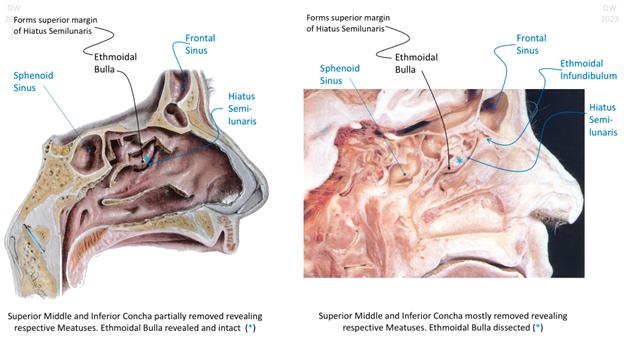 DW
2023
DW
2023
Forms superior margin
of Hiatus Semilunaris
Ethmoidal
Bulla
Frontal
Sinus
Sphenoid
Sinus
Hiatus
Semi-
lunaris
Superior Middle and Inferior Concha partially removed revealing
respective Meatuses. Ethmoidal Bulla revealed and intact (*)
Forms superior margin
of Hiatus Semilunaris
Ethmoidal
Bulla
Frontal
Sinus
Sphenoid
Sinus
Ethmoidal
Infundibulum
Hiatus
Semi-
lunaris
Superior Middle and Inferior Concha mostly removed revealing
respective Meatuses. Ethmoidal Bulla dissected (*)